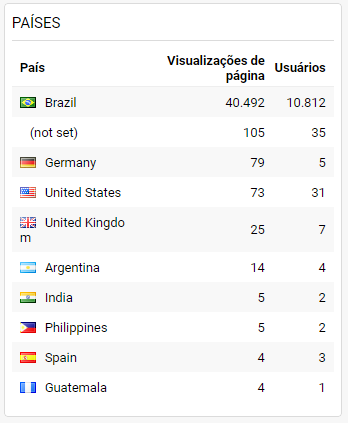 PAÍSES
País Visualizações de página Usuários
Brazil 40.492 10.812
(not set) 105 35
Germany 79 5
United States 73 31
United Kingdo
m 25 7
Argentina 14 4
India 5 2
Philippines 5 2
Spain 4 3
Guatemala 4 1